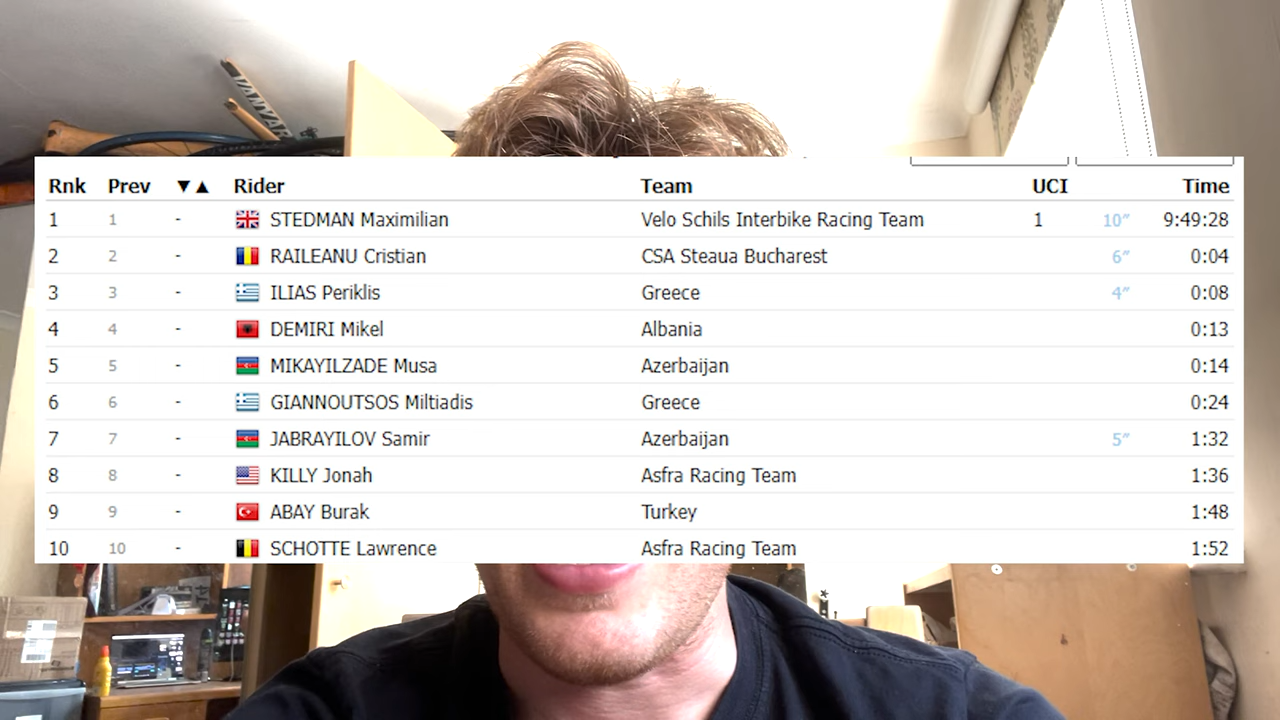 Rnk Prev ▼▲ Rider Team UCI Time
1 1 - STEDMAN Maximilian Velo Schils Interbike Racing Team 1 10″ 9:49:28
2 2 - RAILEANU Cristian CSA Steaua Bucharest 6″ 0:04
3 3 - ILIAS Periklis Greece 4″ 0:08
4 4 - DEMIRI Mikel Albania 0:13
5 5 - MIKAYILZADE Musa Azerbaijan 0:14
6 6 - GIANNOUTSOS Miltiadis Greece 0:24
7 7 - JABRAYILOV Samir Azerbaijan 5″ 1:32
8 8 - KILLY Jonah Asfra Racing Team 1:36
9 9 - ABAY Burak Turkey 1:48
10 10 - SCHOTTE Lawrence Asfra Racing Team 1:52